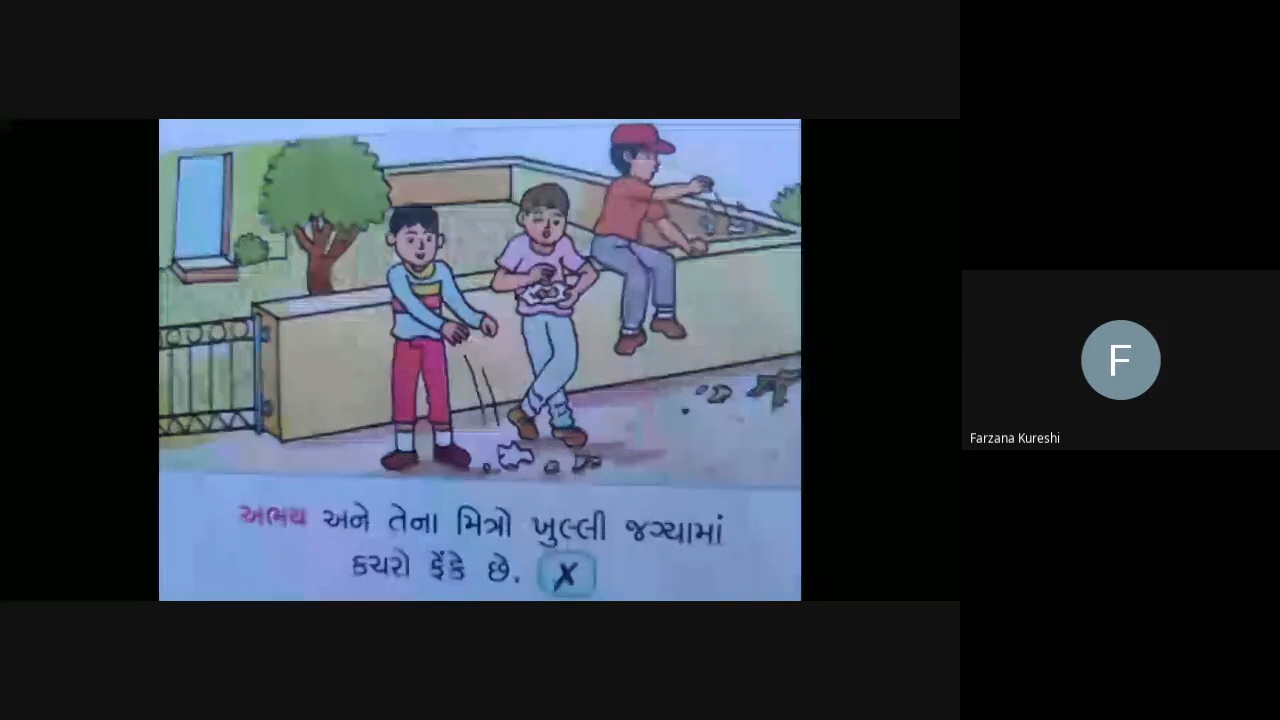 અભય અને તેના મિત્રો ખુલ્લી જગ્યામાં
કચરો ફેંકે છે. X
F
Farzana Kureshi